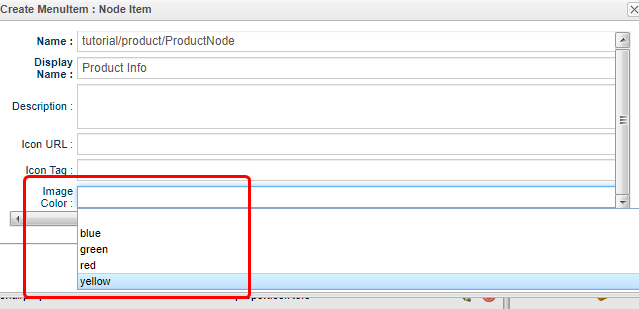 Create MenuItem : Node Item
Name : tutorial/product/ProductNode
Display
Name : Product Info
Description :
Icon URL :
Icon Tag :
Image
Color :
blue
green
red
yellow